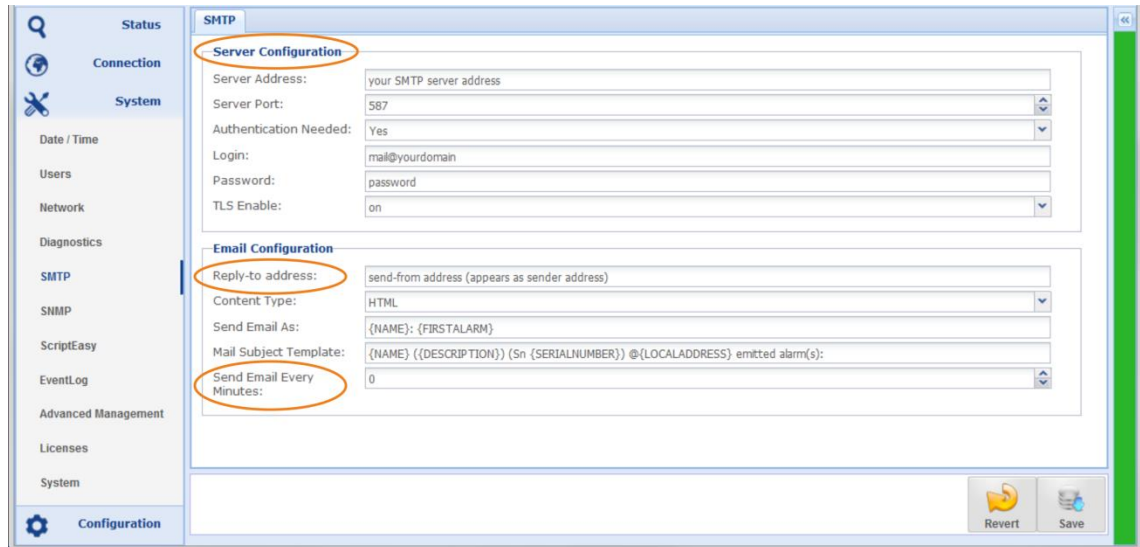 Status
Connection
System
Date / Time
Users
Network
Diagnostics
SMTP
SNMP
ScriptEasy
EventLog
Advanced Management
Licenses
System
Configuration
SMTP
Server Configuration
Server Address: your SMTP server address
Server Port: 587
Authentication Needed: Yes
Login: mail@yourdomain
Password: password
TLS Enable: on
Email Configuration
Reply-to address: send-from address (appears as sender address)
Content Type: HTML
Send Email As: {NAME}: {FIRSTALARM}
Mail Subject Template: {NAME} ({DESCRIPTION}) (Sn {SERIALNUMBER}) @{LOCALADDRESS} emitted alarm(s):
Send Email Every 0
Minutes:
Revert Save